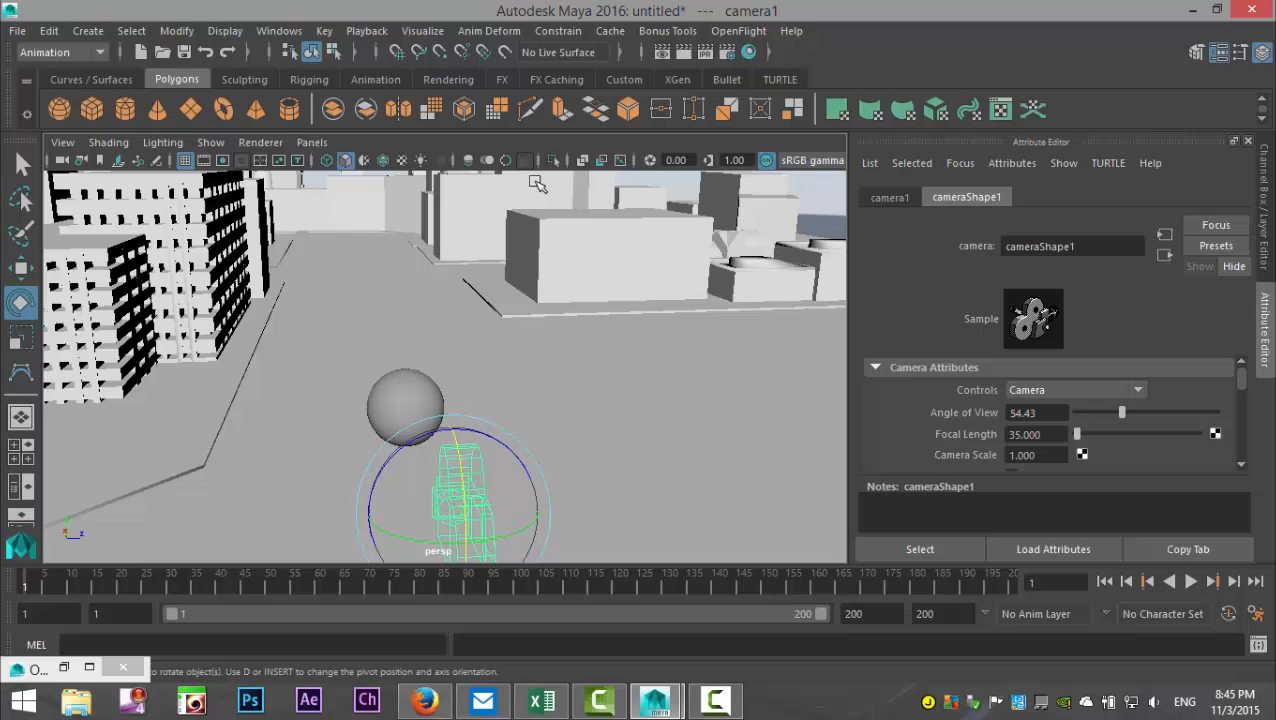 Autodesk Maya 2016: untitled*   ---   camera1
File Edit Create Select Modify Display Windows Key Playback Visualize Anim Deform Constrain Cache Bonus Tools OpenFlight Help
Animation No Live Surface
Curves / Surfaces Polygons Sculpting Rigging Animation Rendering FX FX Caching Custom XGen Bullet TURTLE
View Shading Lighting Show Renderer Panels
0.00 1.00 sRGB gamma
persp
Attribute Editor
List Selected Focus Attributes Show TURTLE Help
camera1 cameraShape1
Focus
camera: cameraShape1 Presets
Show Hide
Sample
Camera Attributes
Controls Camera
Angle of View 54.43
Focal Length 35.000
Camera Scale 1.000
Notes: cameraShape1
Select Load Attributes Copy Tab
Channel Box / Layer Editor
Attribute Editor
5 10 15 20 25 30 35 40 45 50 55 60 65 70 75 80 85 90 95 100 105 110 115 120 125 130 135 140 145 150 155 160 165 170 175 180 185 190 195 1
1 1 1 200 200 200 No Anim Layer No Character Set
MEL
O... to rotate object(s). Use D or INSERT to change the pivot position and axis orientation.
Ps Ae Ch MAYA ENG 8:45 PM
11/3/2015